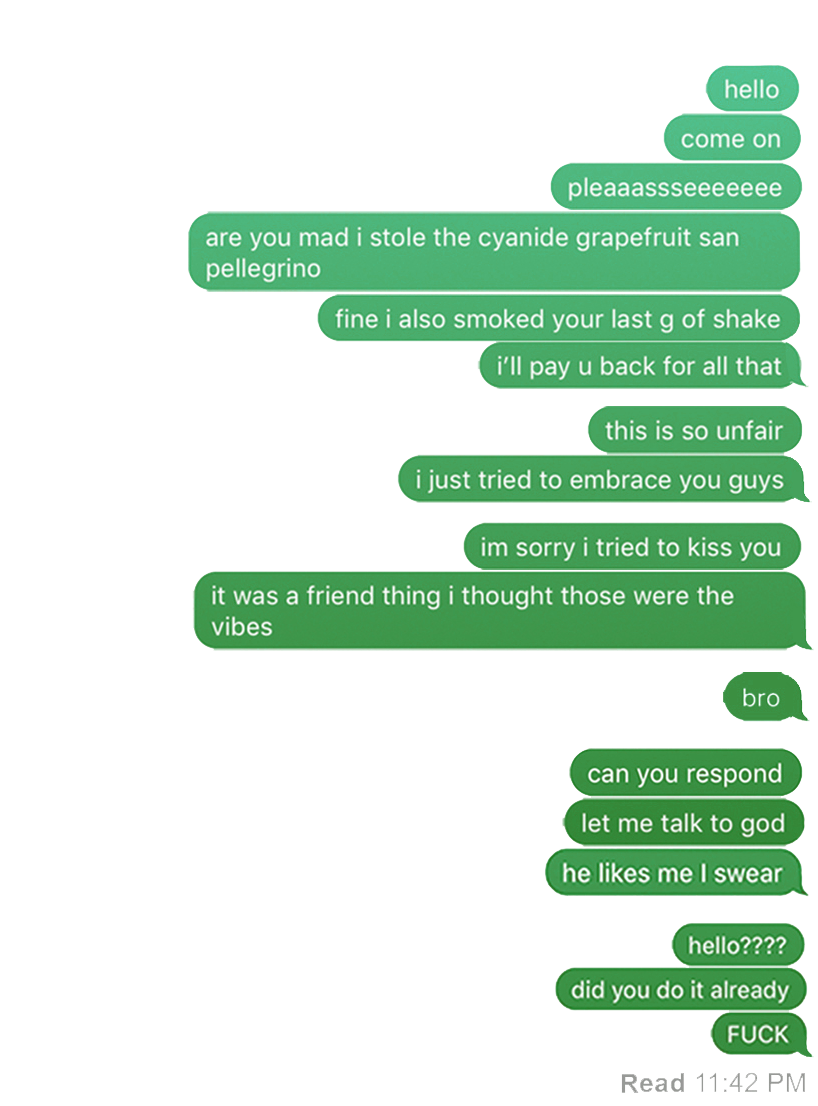 hello
come on
pleaaassseeeeeee
are you mad i stole the cyanide grapefruit san
pellegrino
fine i also smoked your last g of shake
i’ll pay u back for all that
this is so unfair
i just tried to embrace you guys
im sorry i tried to kiss you
it was a friend thing i thought those were the
vibes
bro
can you respond
let me talk to god
he likes me I swear
hello????
did you do it already
FUCK
Read 11:42 PM